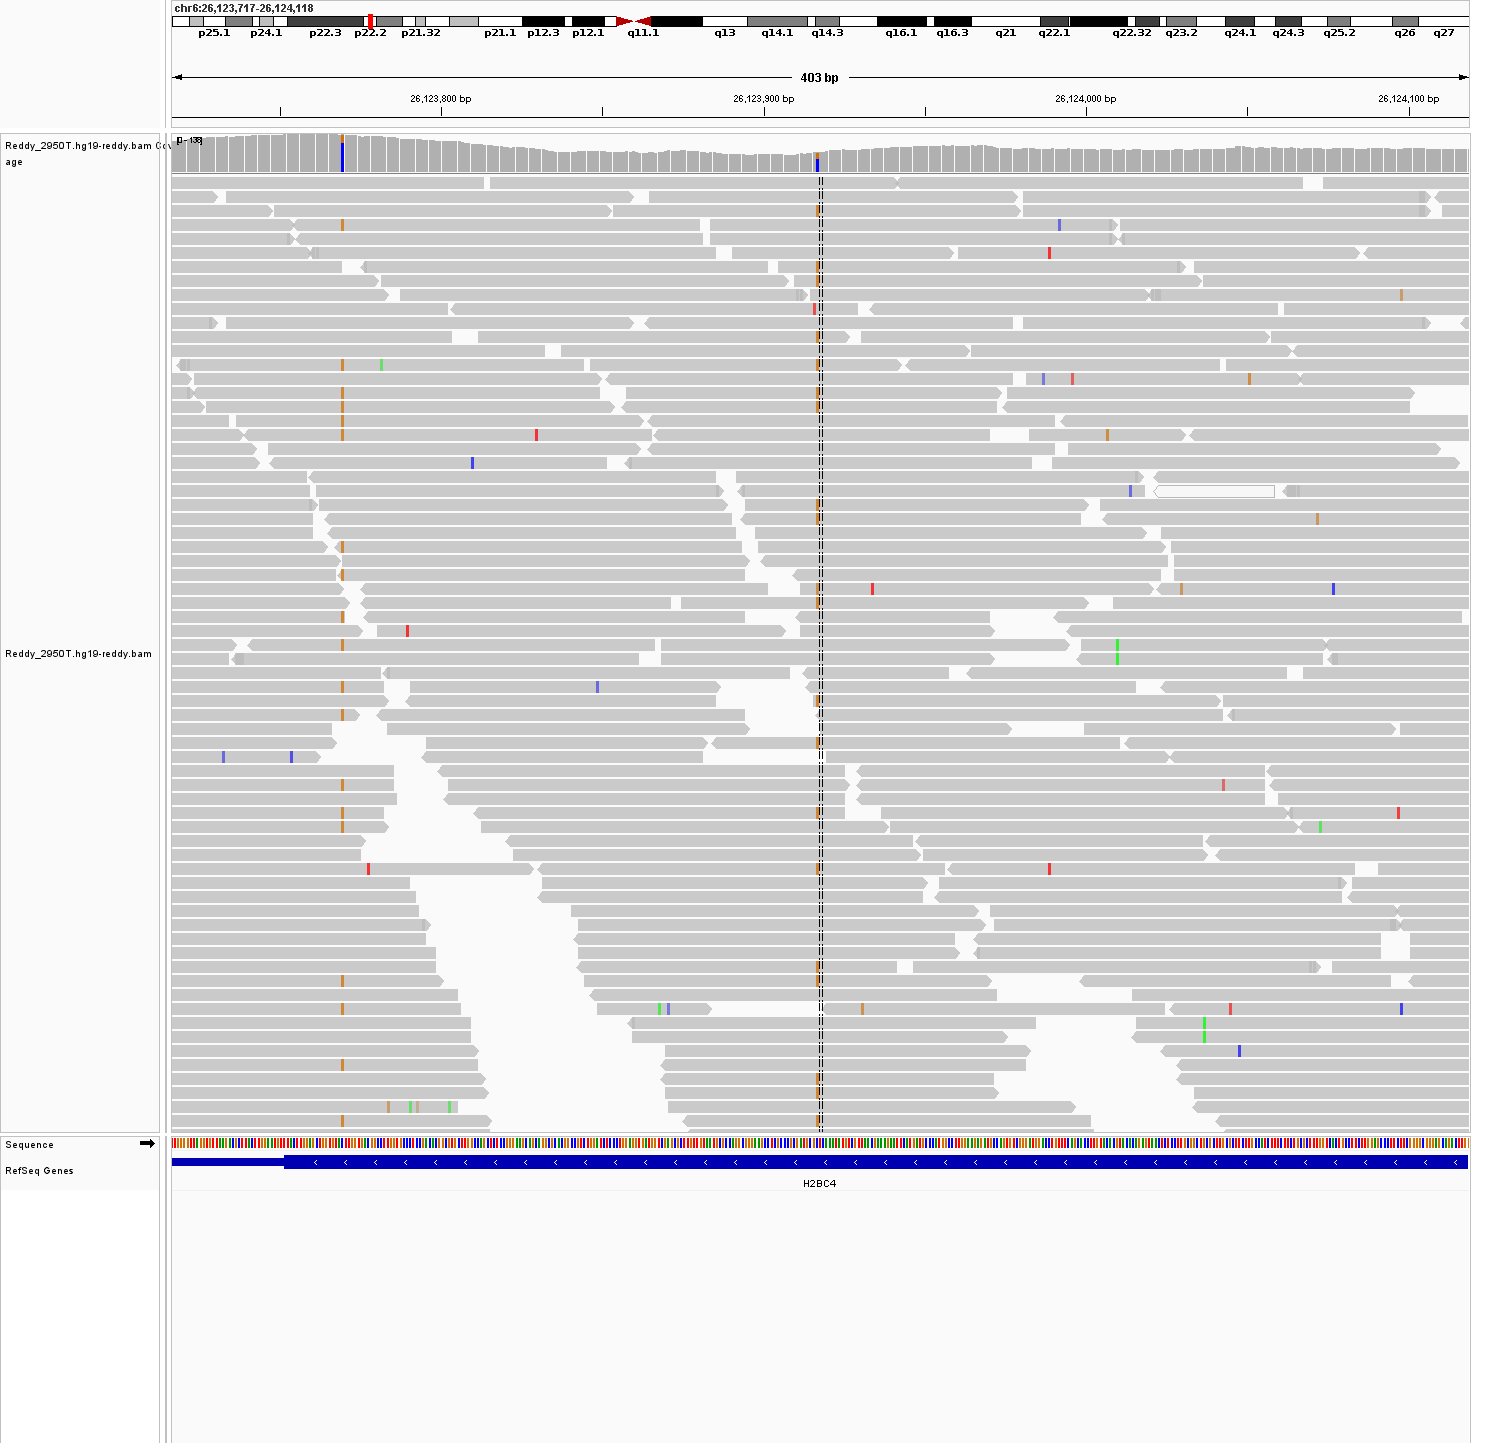 chr6:26,123,717-26,124,118
p25.1 p24.1 p22.3 p22.2 p21.32 p21.1 p12.3 p12.1 q11.1 q13 q14.1 q14.3 q16.1 q16.3 q21 q22.1 q22.32 q23.2 q24.1 q24.3 q25.2 q26 q27
403 bp
26,123,800 bp 26,123,900 bp 26,124,000 bp 26,124,100 bp
Reddy_2950T.hg19-reddy.bam Cov
age
Reddy_2950T.hg19-reddy.bam
Sequence
RefSeq Genes
H2BC4